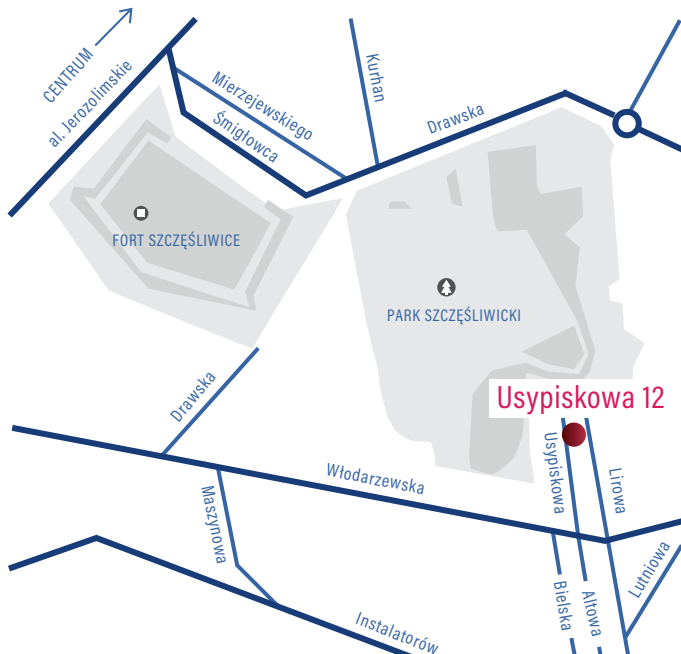 CENTRUM
al. Jerozolimskie
Mierzejewskiego
Śmigłowca
Kurhan
Drawska
FORT SZCZĘŚLIWICE
PARK SZCZĘŚLIWICKI
Drawska
Usypiskowa 12
Włodarzewska
Usypiskowa
Lirowa
Maszynowa
Bielska
Altowa
Lutniowa
Instalatorów